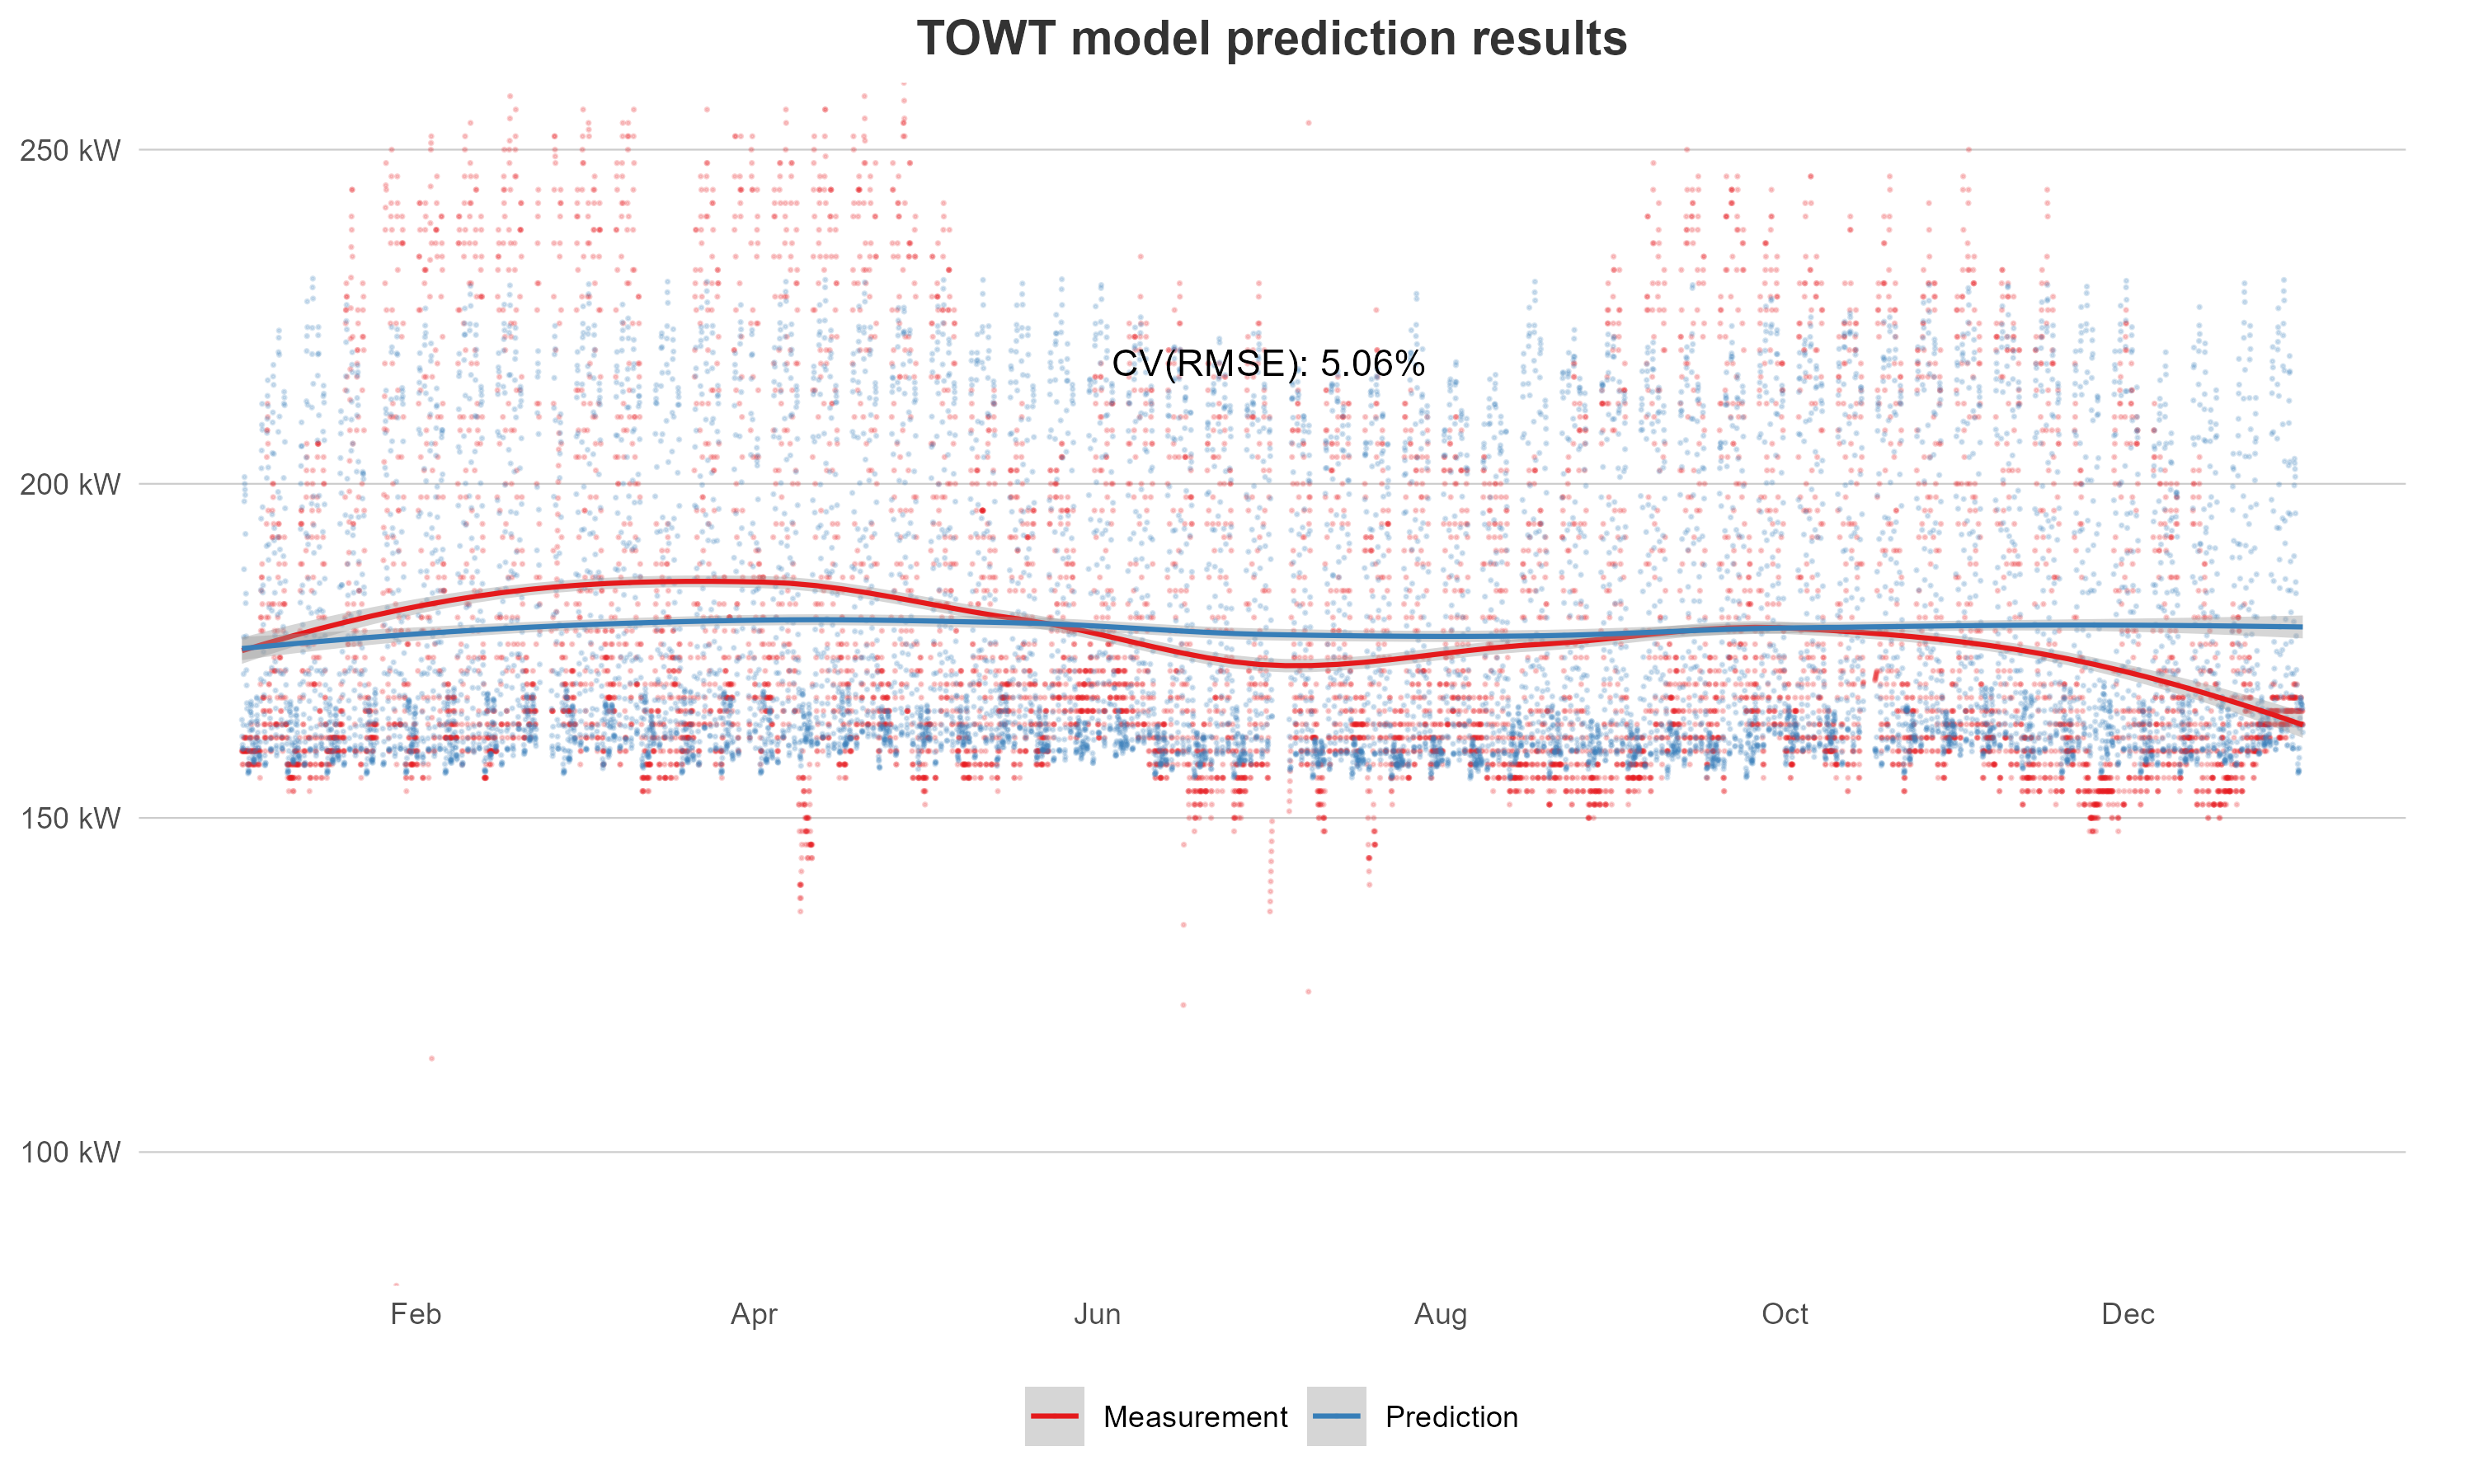 TOWT model prediction results
250 kW
CV(RMSE): 5.06%
200 kW
150 kW
100 kW
Feb Apr Jun Aug Oct Dec
Measurement Prediction